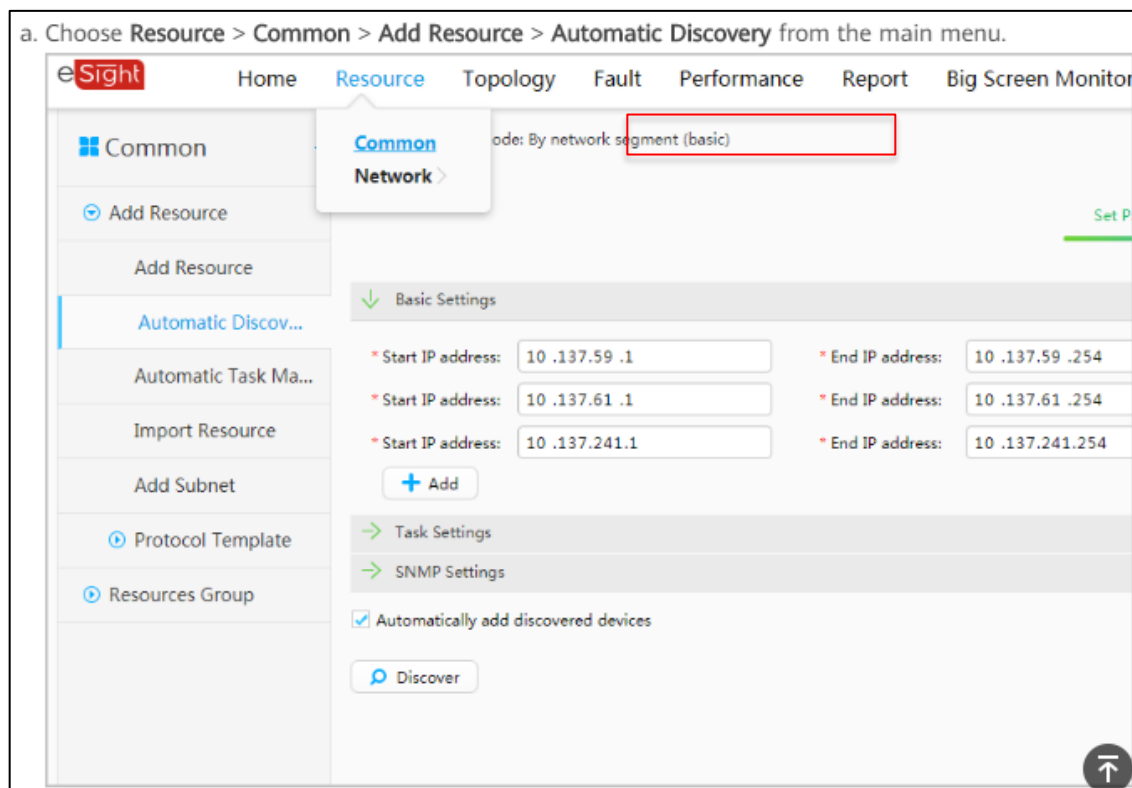 a. Choose Resource > Common > Add Resource > Automatic Discovery from the main menu.
eSight Home Resource Topology Fault Performance Report Big Screen Monitor
Common
Network
ode: By network segment (basic)
Common
Set P
Add Resource
Add Resource
Automatic Discov...
Automatic Task Ma...
Import Resource
Add Subnet
Protocol Template
Resources Group
Basic Settings
* Start IP address: 10 .137.59 .1 * End IP address: 10 .137.59 .254
* Start IP address: 10 .137.61 .1 * End IP address: 10 .137.61 .254
* Start IP address: 10 .137.241.1 * End IP address: 10 .137.241.254
+ Add
Task Settings
SNMP Settings
Automatically add discovered devices
Discover